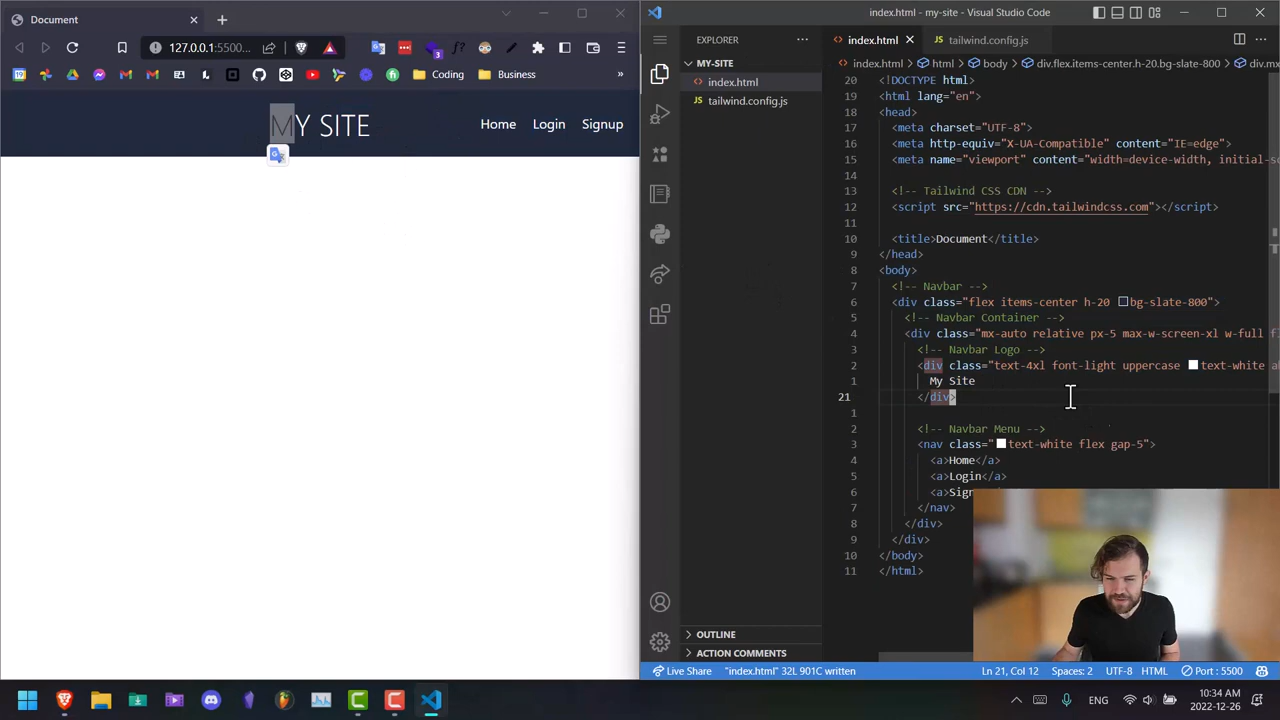 Document
127.0.0.1:5500...
3
Coding
Business
»
MY SITE
Home
Login
Signup
index.html - my-site - Visual Studio Code
EXPLORER
MY-SITE
index.html
tailwind.config.js
OUTLINE
ACTION COMMENTS
index.html
tailwind.config.js
index.html > html > body > div.flex.items-center.h-20.bg-slate-800 > div.mx
20 <!DOCTYPE html>
19 <html lang="en">
18 <head>
17 <meta charset="UTF-8">
16 <meta http-equiv="X-UA-Compatible" content="IE=edge">
15 <meta name="viewport" content="width=device-width, initial-s
14
13 <!-- Tailwind CSS CDN -->
12 <script src="https://cdn.tailwindcss.com"></script>
11
10 <title>Document</title>
9 </head>
8 <body>
7 <!-- Navbar -->
6 <div class="flex items-center h-20 bg-slate-800">
5 <!-- Navbar Container -->
4 <div class="mx-auto relative px-5 max-w-screen-xl w-full f
3 <!-- Navbar Logo -->
2 <div class="text-4xl font-light uppercase text-white ab
1 My Site
21 </div>
1
2 <!-- Navbar Menu -->
3 <nav class="text-white flex gap-5">
4 <a>Home</a>
5 <a>Login</a>
6 <a>Sign
7 </nav>
8 </div>
9 </div>
10 </body>
11 </html>
Live Share
"index.html" 32L 901C written
Ln 21, Col 12
Spaces: 2
UTF-8
HTML
Port : 5500
ENG
10:34 AM
2022-12-26